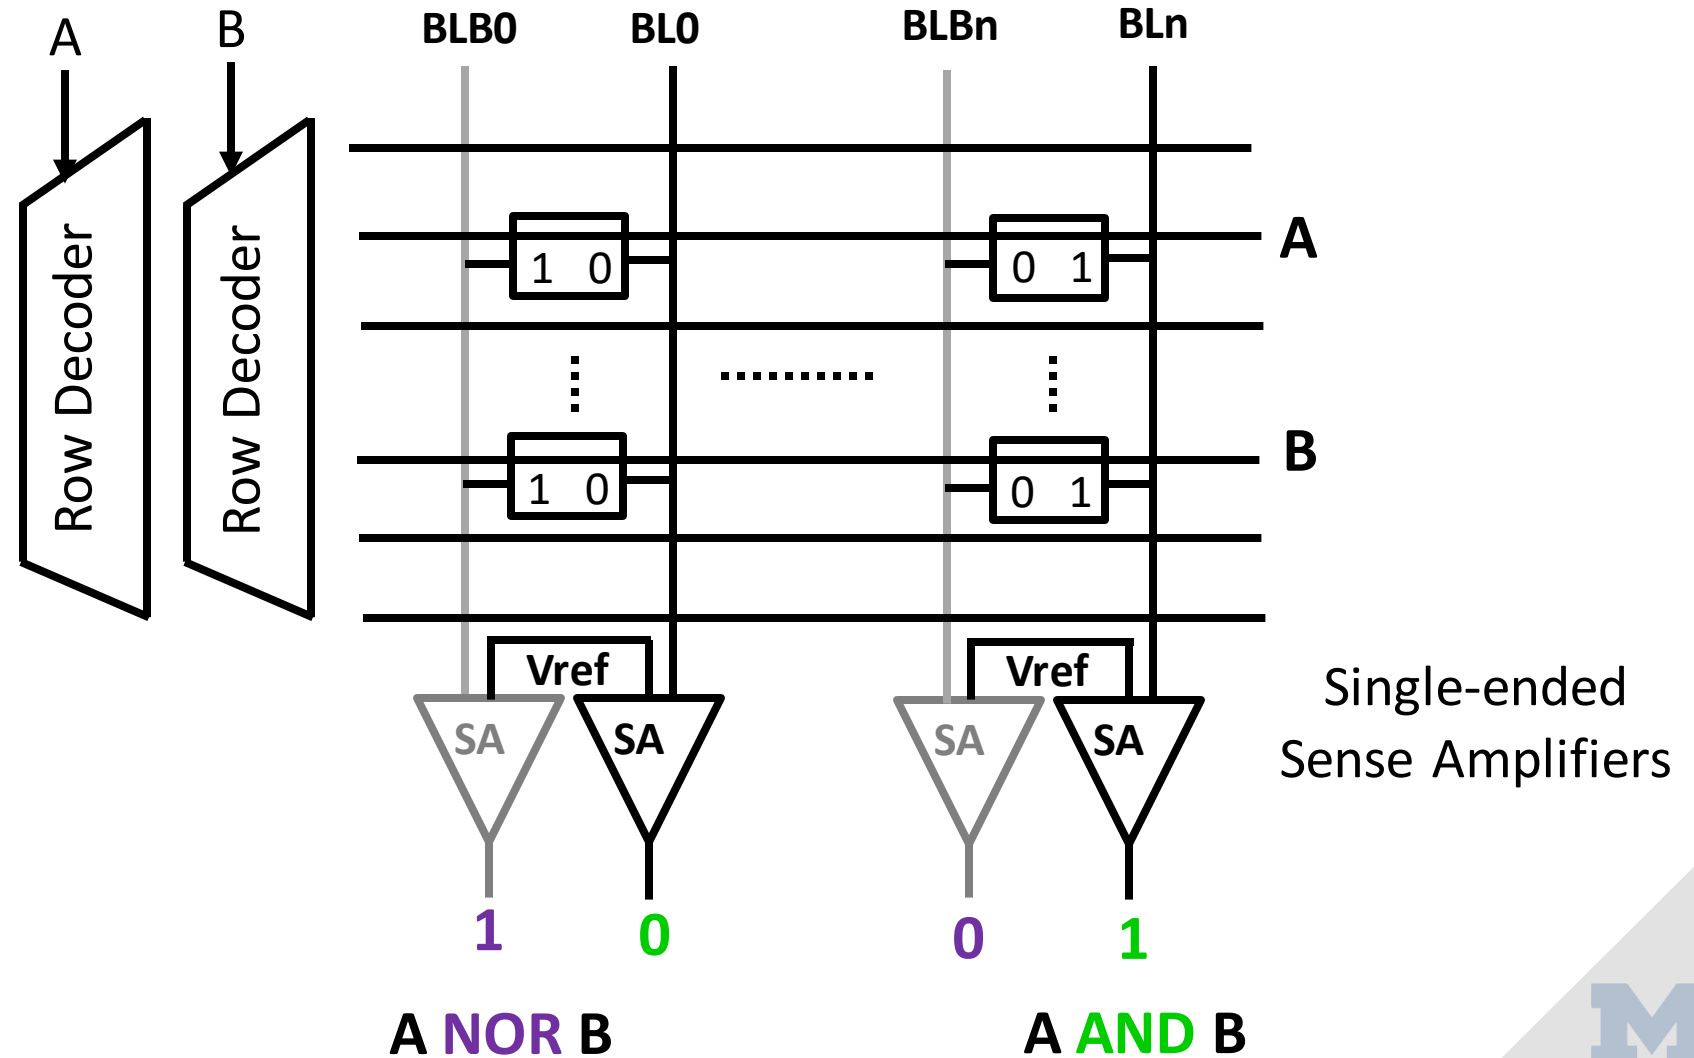 A B BLB0 BL0 BLBn BLn
Row Decoder
Row Decoder
1 0 0 1 A
1 0 0 1 B
Vref Vref
SA SA SA SA
Single-ended
Sense Amplifiers
1 0 0 1
A NOR B A AND B
M